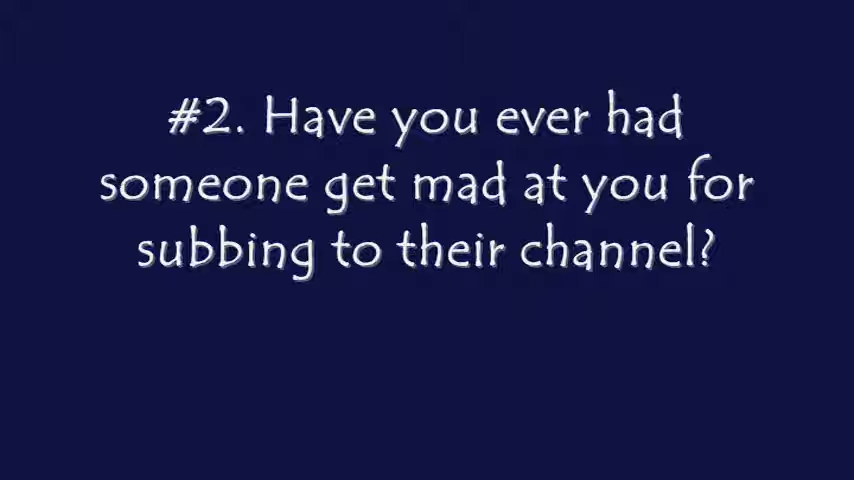 #2. Have you ever had
someone get mad at you for
subbing to their channel?